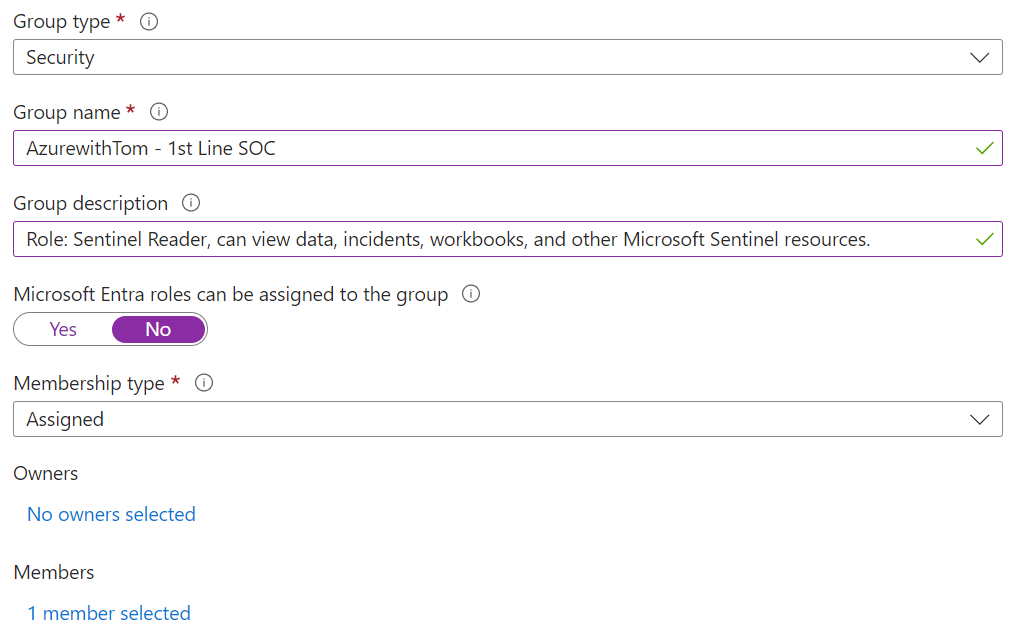 Group type *
Security
Group name *
AzurewithTom - 1st Line SOC
Group description
Role: Sentinel Reader, can view data, incidents, workbooks, and other Microsoft Sentinel resources.
Microsoft Entra roles can be assigned to the group
Yes No
Membership type *
Assigned
Owners
No owners selected
Members
1 member selected